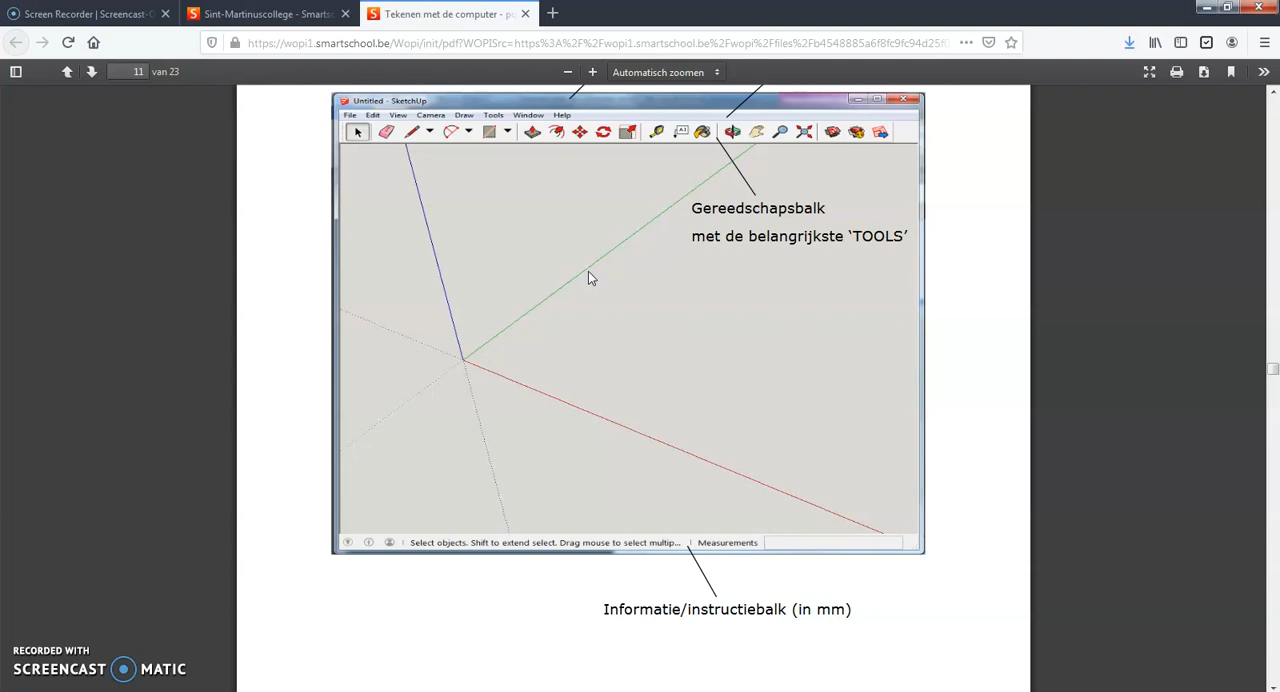 Screen Recorder | Screencast-O
Sint-Martinuscollege - Smartsc
Tekenen met de computer - po
https://wopi1.smartschool.be/Wopi/init/pdf?WOPISrc=https%3A%2F%2Fwopi1.smartschool.be%2Fwopi%2Ffiles%2Fb4548885a6f8fc9fc94d25f0
11 van 23
Automatisch zoomen
Untitled - SketchUp
File Edit View Camera Draw Tools Window Help
Gereedschapsbalk
met de belangrijkste ‘TOOLS’
Select objects. Shift to extend select. Drag mouse to select multip... Measurements
Informatie/instructiebalk (in mm)
RECORDED WITH
SCREENCAST MATIC